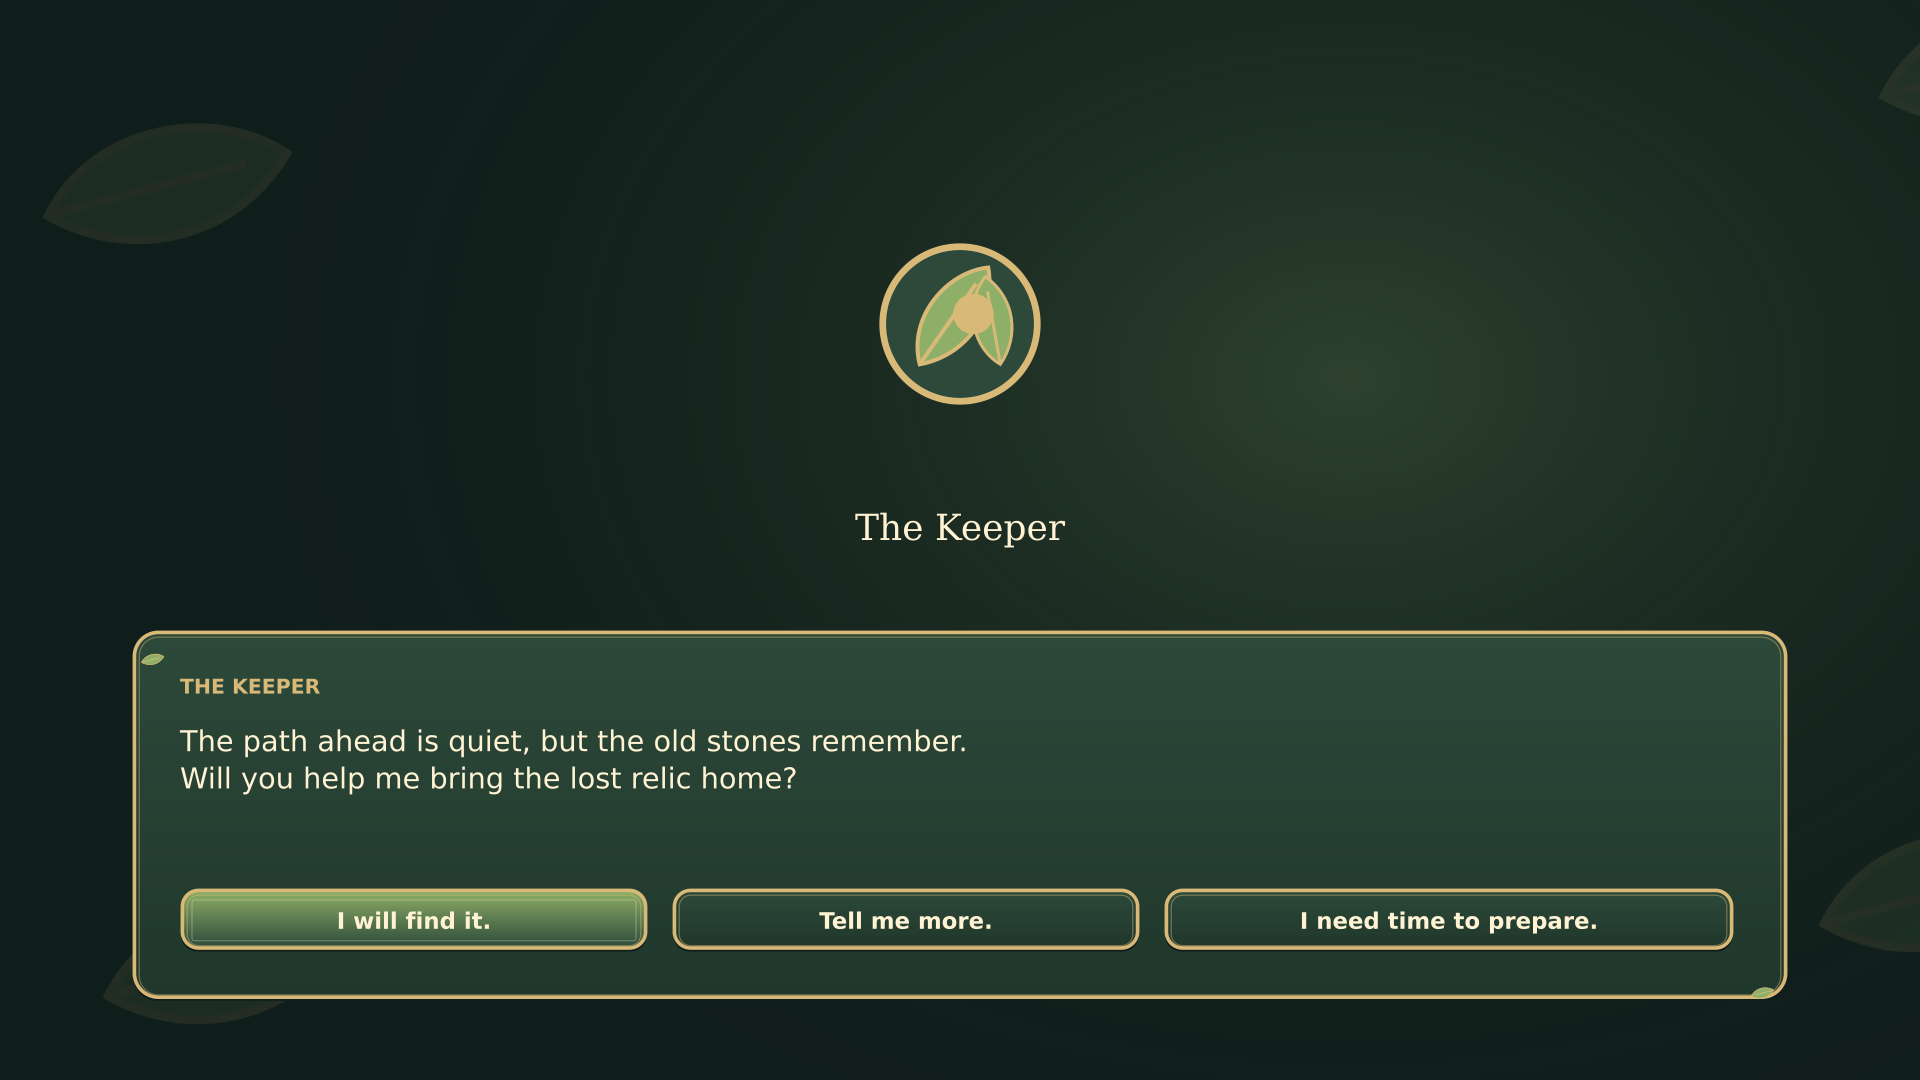 The Keeper
THE KEEPER
The path ahead is quiet, but the old stones remember.
Will you help me bring the lost relic home?
I will find it.
Tell me more.
I need time to prepare.